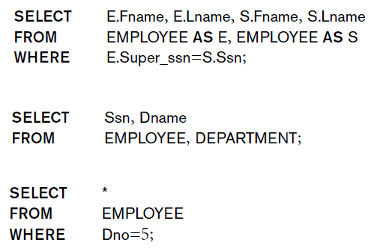 SELECT E.Fname, E.Lname, S.Fname, S.Lname
FROM EMPLOYEE AS E, EMPLOYEE AS S
WHERE E.Super_ssn=S.Ssn;
SELECT Ssn, Dname
FROM EMPLOYEE, DEPARTMENT;
SELECT *
FROM EMPLOYEE
WHERE Dno=5;